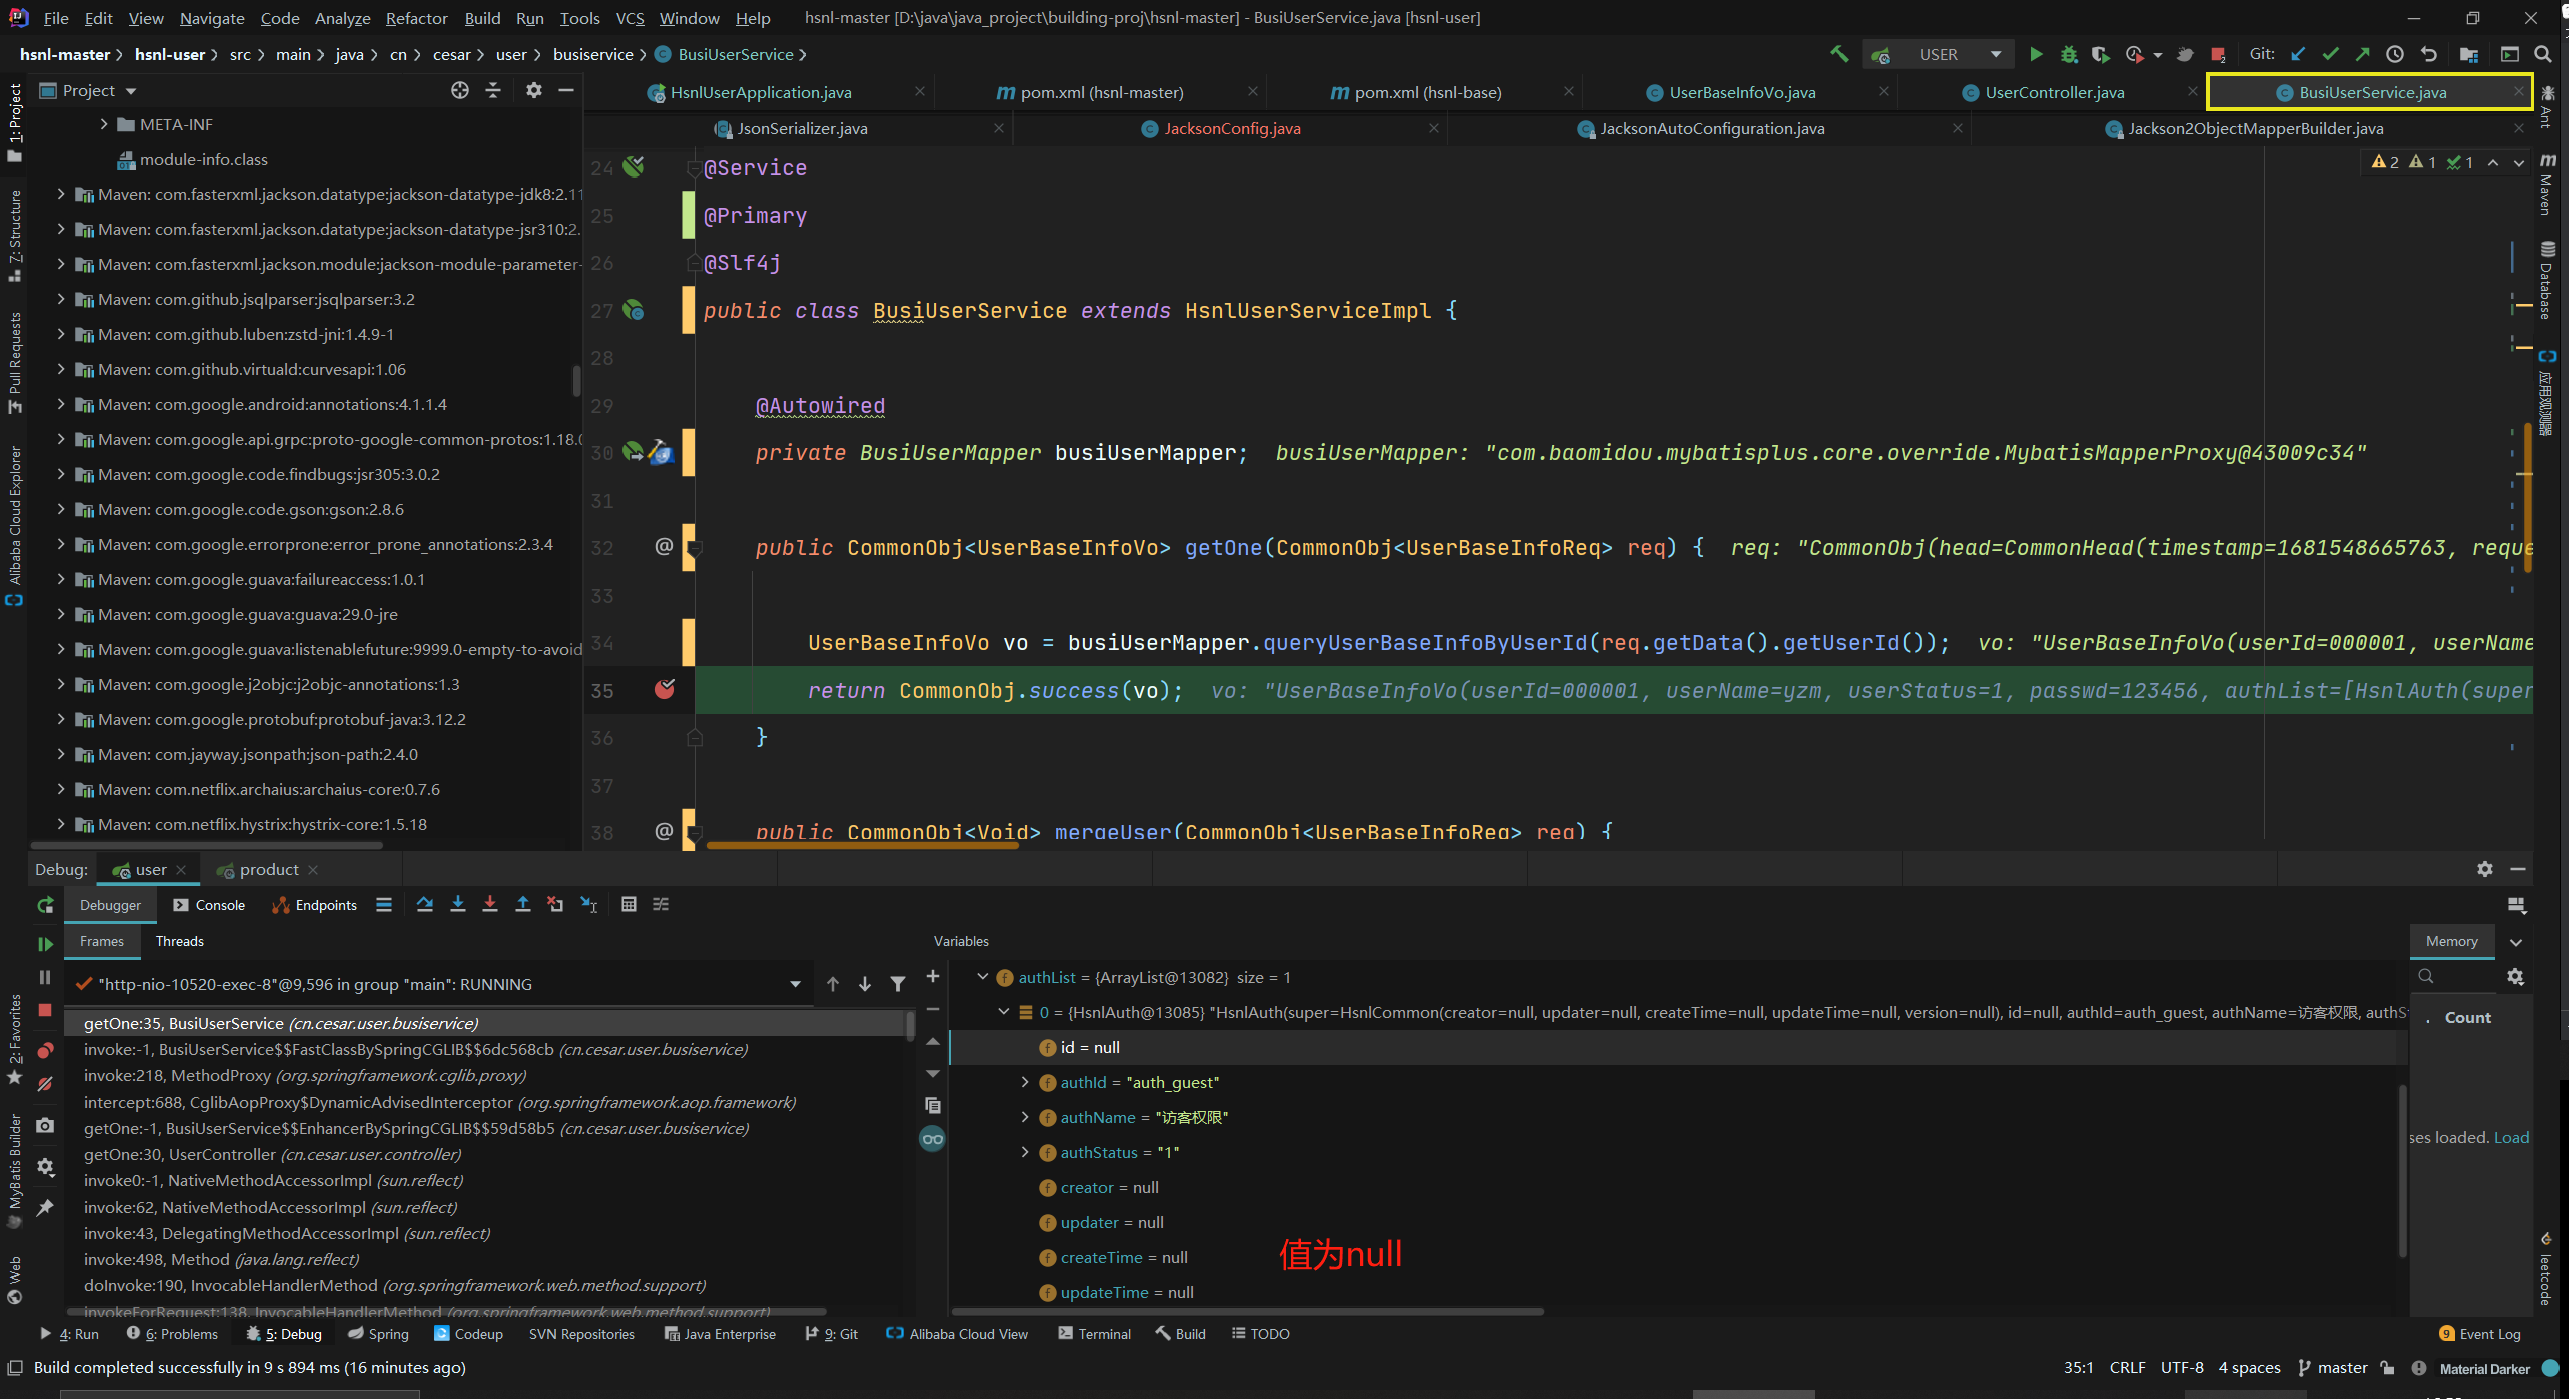 File Edit View Navigate Code Analyze Refactor Build Run Tools VCS Window Help hsnl-master [D:\java\java_project\building-proj\hsnl-master] - BusiUserService.java [hsnl-user]
hsnl-master hsnl-user src main java cn cesar user busiservice BusiUserService USER Git:
Project
HsnlUserApplication.java pom.xml (hsnl-master) pom.xml (hsnl-base) UserBaseInfoVo.java UserController.java BusiUserService.java
JsonSerializer.java JacksonConfig.java JacksonAutoConfiguration.java Jackson2ObjectMapperBuilder.java
META-INF
module-info.class
Maven: com.fasterxml.jackson.datatype:jackson-datatype-jdk8:2.11
Maven: com.fasterxml.jackson.datatype:jackson-datatype-jsr310:2.
Maven: com.fasterxml.jackson.module:jackson-module-parameter-
Maven: com.github.jsqlparser:jsqlparser:3.2
Maven: com.github.luben:zstd-jni:1.4.9-1
Maven: com.github.virtuald:curvesapi:1.06
Maven: com.google.android:annotations:4.1.1.4
Maven: com.google.api.grpc:proto-google-common-protos:1.18.0
Maven: com.google.code.findbugs:jsr305:3.0.2
Maven: com.google.code.gson:gson:2.8.6
Maven: com.google.errorprone:error_prone_annotations:2.3.4
Maven: com.google.guava:failureaccess:1.0.1
Maven: com.google.guava:guava:29.0-jre
Maven: com.google.guava:listenablefuture:9999.0-empty-to-avoid
Maven: com.google.j2objc:j2objc-annotations:1.3
Maven: com.google.protobuf:protobuf-java:3.12.2
Maven: com.jayway.jsonpath:json-path:2.4.0
Maven: com.netflix.archaius:archaius-core:0.7.6
Maven: com.netflix.hystrix:hystrix-core:1.5.18
2 1 1
24 @Service
25 @Primary
26 @Slf4j
27 public class BusiUserService extends HsnlUserServiceImpl {
28
29 @Autowired
30 private BusiUserMapper busiUserMapper; busiUserMapper: "com.baomidou.mybatisplus.core.override.MybatisMapperProxy@43009c34"
31
32 @ public CommonObj<UserBaseInfoVo> getOne(CommonObj<UserBaseInfoReq> req) { req: "CommonObj(head=CommonHead(timestamp=1681548665763, reque
33
34 UserBaseInfoVo vo = busiUserMapper.queryUserBaseInfoByUserId(req.getData().getUserId()); vo: "UserBaseInfoVo(userId=000001, userName
35 return CommonObj.success(vo); vo: "UserBaseInfoVo(userId=000001, userName=yzm, userStatus=1, passwd=123456, authList=[HsnlAuth(super
36 }
37
38 @ public CommonObj<Void> mergeUser(CommonObj<UserBaseInfoReq> req) {
1: Project
7: Structure
Pull Requests
Alibaba Cloud Explorer
2: Favorites
MyBatis Builder
Web
Ant
Maven
Database
应用观测器
leetcode
Debug: user product
Debugger Console Endpoints
Frames Threads
"http-nio-10520-exec-8"@9,596 in group "main": RUNNING
getOne:35, BusiUserService (cn.cesar.user.busiservice)
invoke:-1, BusiUserService$$FastClassBySpringCGLIB$$6dc568cb (cn.cesar.user.busiservice)
invoke:218, MethodProxy (org.springframework.cglib.proxy)
intercept:688, CglibAopProxy$DynamicAdvisedInterceptor (org.springframework.aop.framework)
getOne:-1, BusiUserService$$EnhancerBySpringCGLIB$$59d58b5 (cn.cesar.user.busiservice)
getOne:30, UserController (cn.cesar.user.controller)
invoke0:-1, NativeMethodAccessorImpl (sun.reflect)
invoke:62, NativeMethodAccessorImpl (sun.reflect)
invoke:43, DelegatingMethodAccessorImpl (sun.reflect)
invoke:498, Method (java.lang.reflect)
doInvoke:190, InvocableHandlerMethod (org.springframework.web.method.support)
invokeForRequest:138, InvocableHandlerMethod (org.springframework.web.method.support)
Variables
authList = {ArrayList@13082} size = 1
0 = {HsnlAuth@13085} "HsnlAuth(super=HsnlCommon(creator=null, updater=null, createTime=null, updateTime=null, version=null), id=null, authId=auth_guest, authName=访客权限, authS
id = null
authId = "auth_guest"
authName = "访客权限"
authStatus = "1"
creator = null
updater = null
createTime = null
updateTime = null
值为null
Memory
Count
ses loaded. Load
4: Run 6: Problems 5: Debug Spring Codeup SVN Repositories Java Enterprise 9: Git Alibaba Cloud View Terminal Build TODO 9 Event Log
Build completed successfully in 9 s 894 ms (16 minutes ago) 35:1 CRLF UTF-8 4 spaces master Material Darker